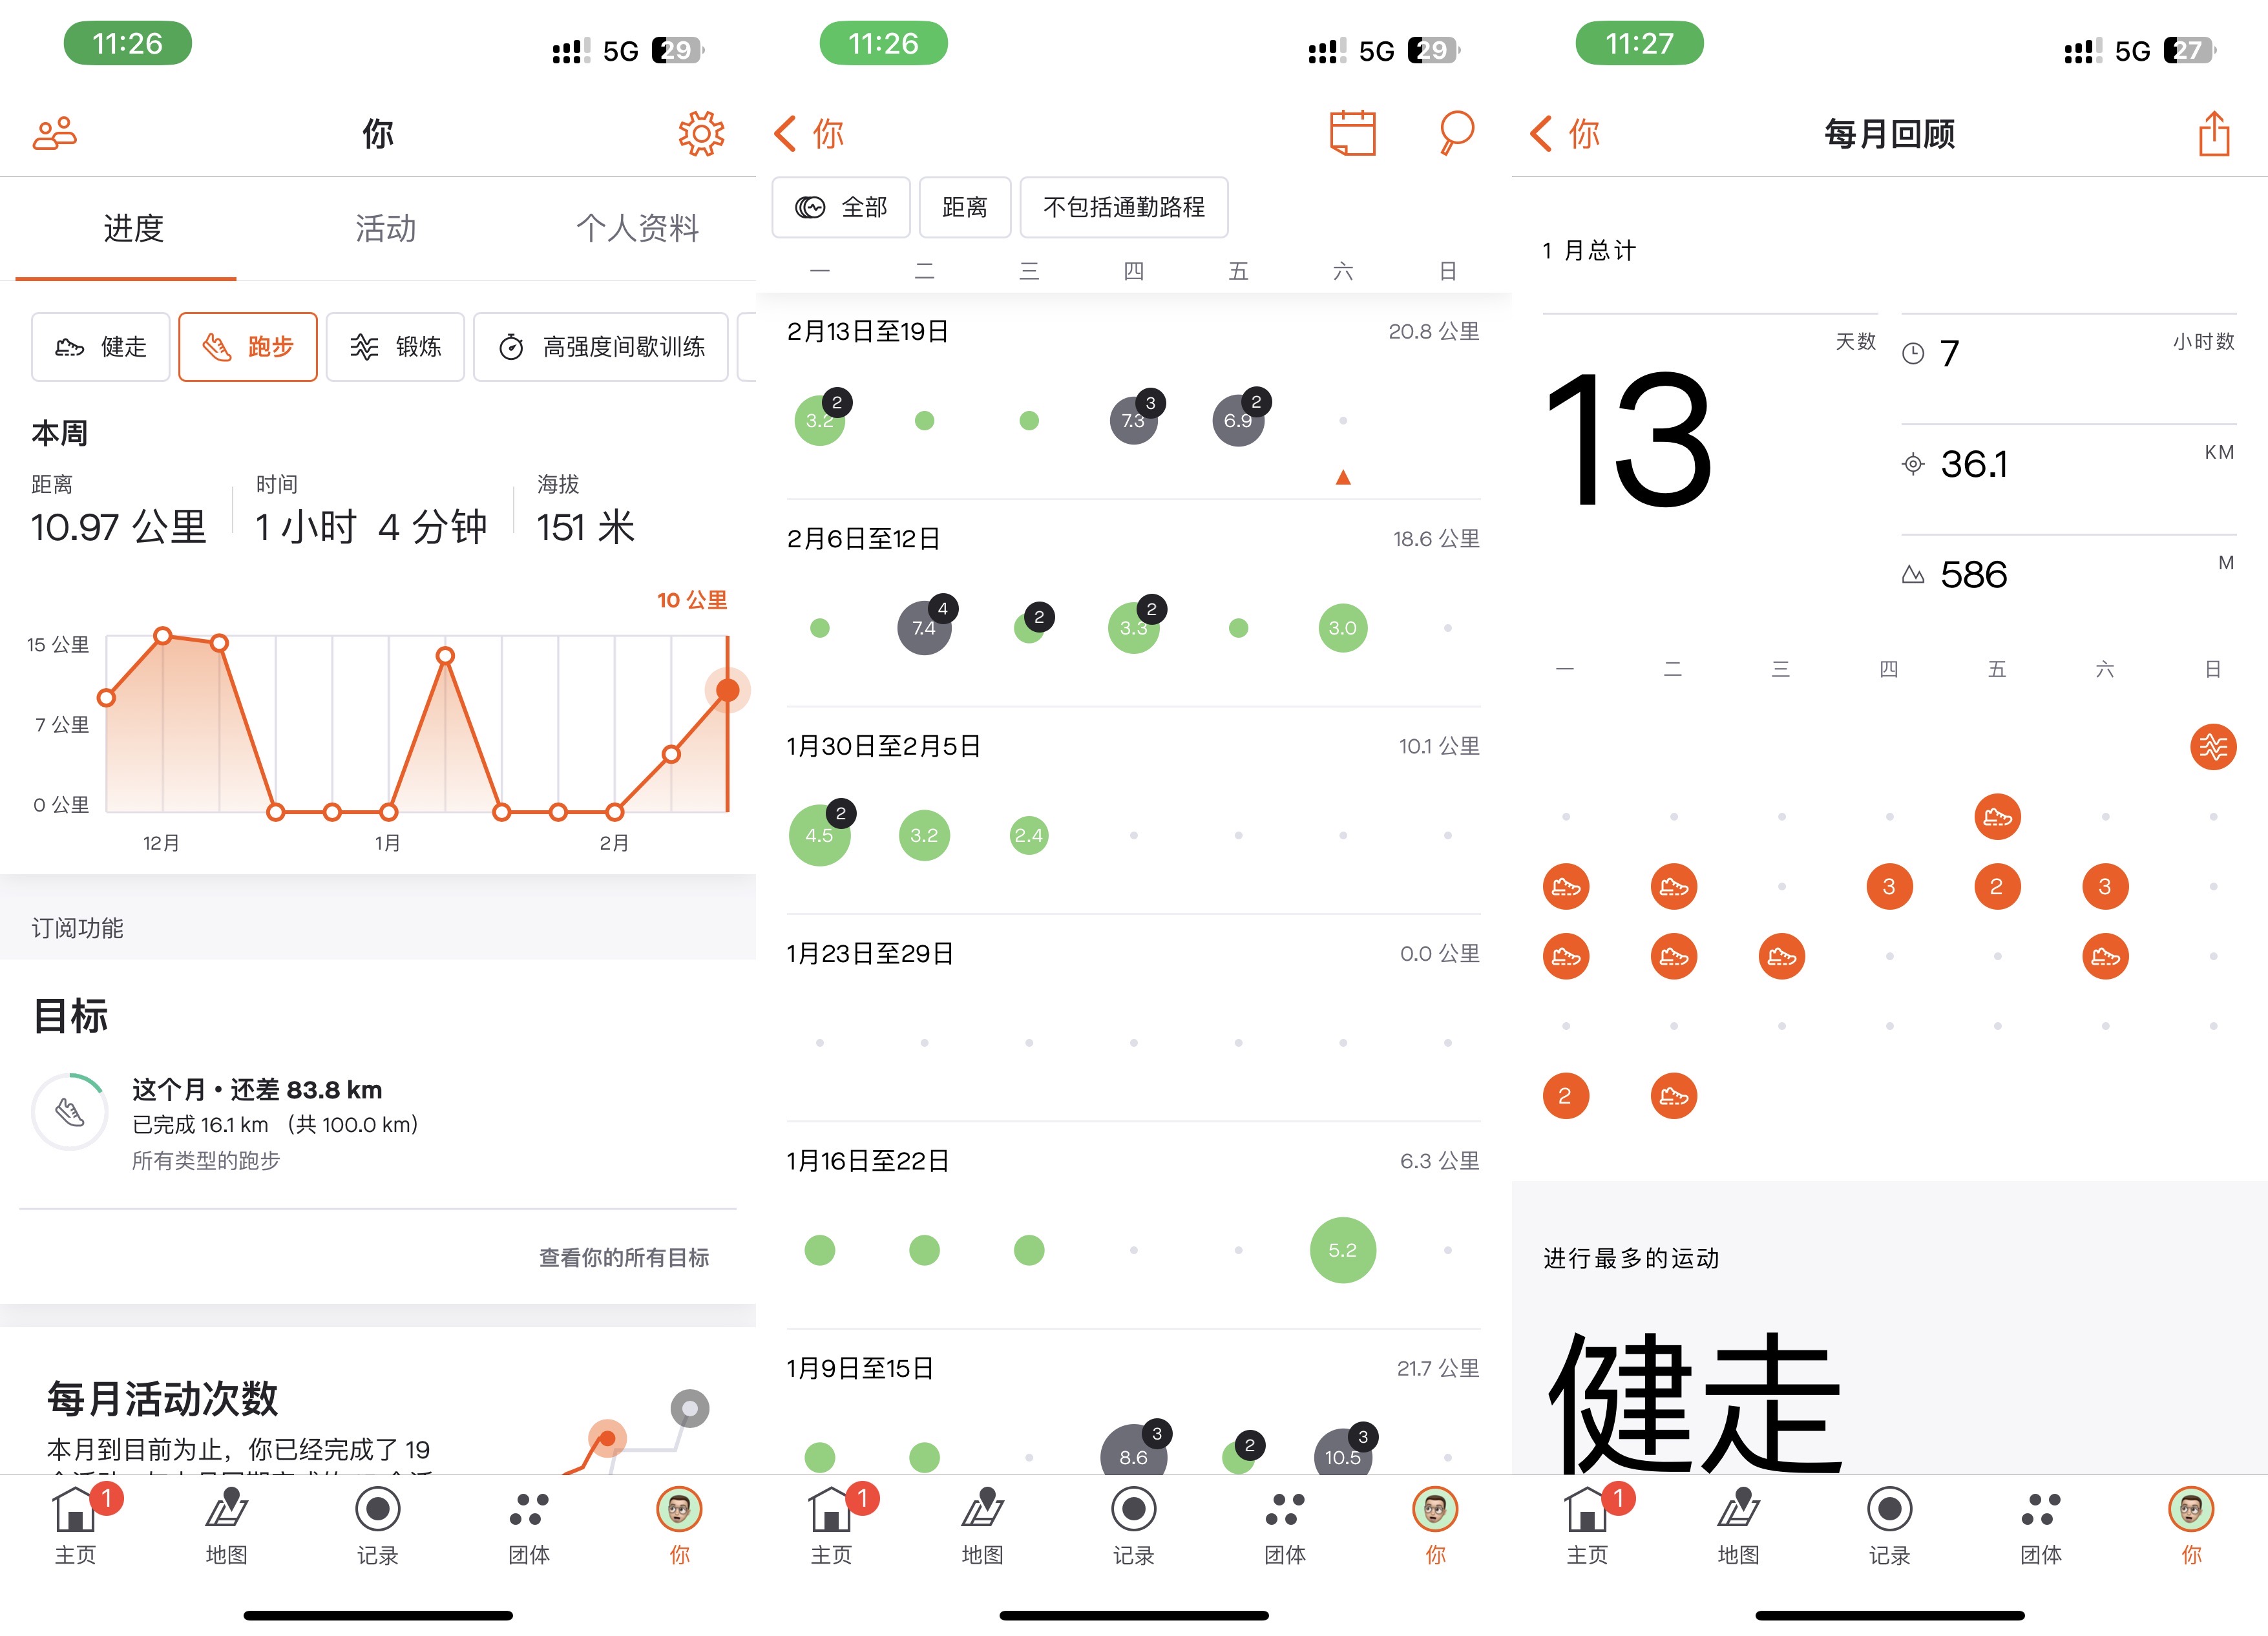 11:26
5G 29
你
进度 活动 个人资料
健走 跑步 锻炼 高强度间歇训练
本周
距离 时间 海拔
10.97 公里 1 小时 4 分钟 151 米
10 公里
15 公里
7 公里
0 公里
12月 1月 2月
订阅功能
目标
这个月 • 还差 83.8 km
已完成 16.1 km （共 100.0 km）
所有类型的跑步
查看你的所有目标
每月活动次数
本月到目前为止，你已经完成了 19
1
主页 地图 记录 团体 你
11:26
5G 29
你
全部 距离 不包括通勤路程
一 二 三 四 五 六 日
2月13日至19日 20.8 公里
3.2 2 7.3 3 6.9 2
2月6日至12日 18.6 公里
7.4 4 2 3.3 2 3.0
1月30日至2月5日 10.1 公里
4.5 2 3.2 2.4
1月23日至29日 0.0 公里
1月16日至22日 6.3 公里
5.2
1月9日至15日 21.7 公里
8.6 3 2 10.5 3
1
主页 地图 记录 团体 你
11:27
5G 27
你 每月回顾
1 月总计
13 天数
7 小时数
36.1 KM
586 M
一 二 三 四 五 六 日
3 2 3
2
进行最多的运动
健走
1
主页 地图 记录 团体 你